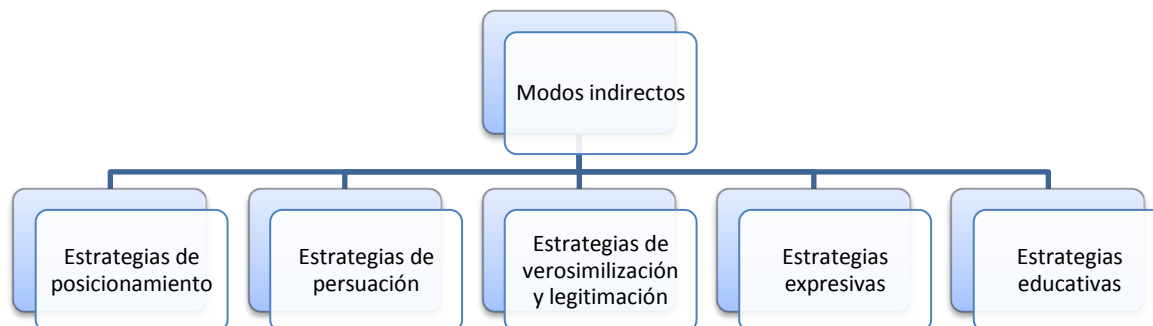 Modos indirectos
Estrategias de
posicionamiento
Estrategias de
persuación
Estrategias de
verosimilización
y legitimación
Estrategias
expresivas
Estrategias
educativas